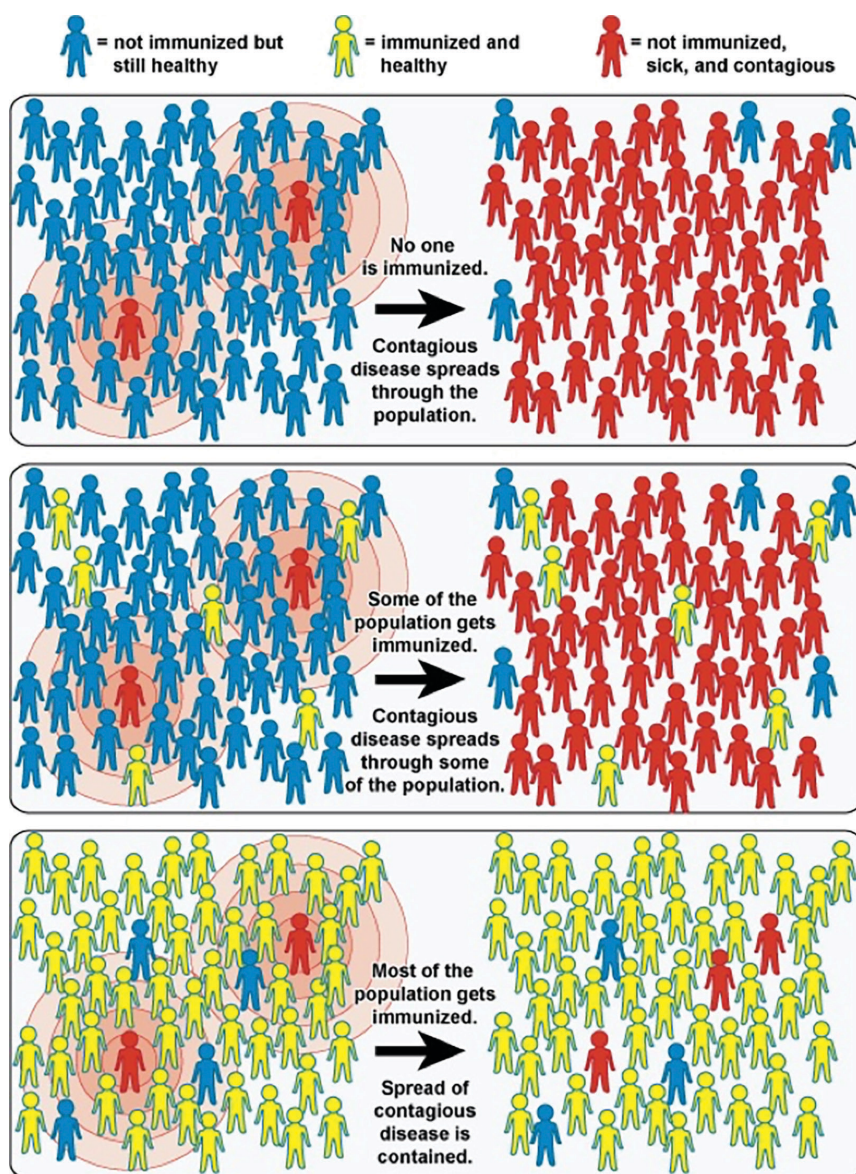 = not immunized but
still healthy
= immunized and
healthy
= not immunized,
sick, and contagious
No one
is immunized.
Contagious
disease spreads
through the
population.
Some of the
population gets
immunized.
Contagious
disease spreads
through some
of the population.
Most of the
population gets
immunized.
Spread of
contagious
disease is
contained.